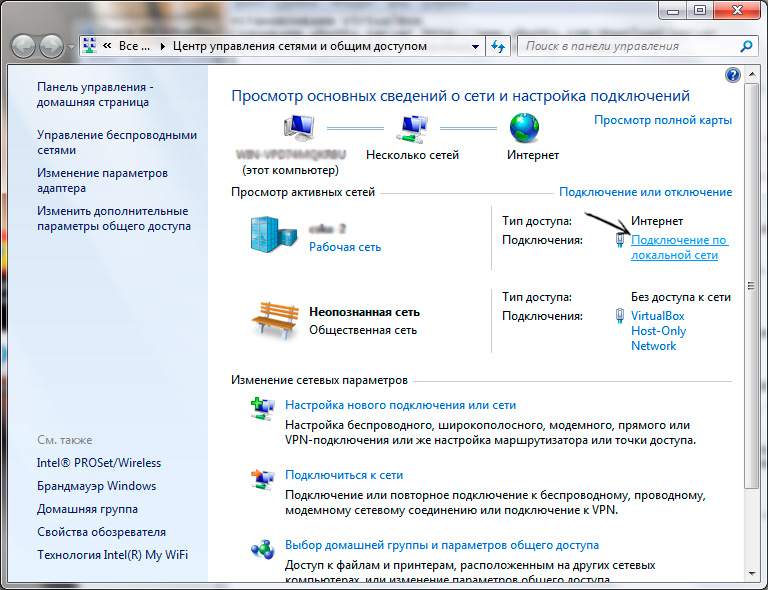 Все ...
Центр управления сетями и общим доступом
Поиск в панели управления
Панель управления -
домашняя страница
Управление беспроводными
сетями
Изменение параметров
адаптера
Изменить дополнительные
параметры общего доступа
См. также
Intel® PROSet/Wireless
Брандмауэр Windows
Домашняя группа
Свойства обозревателя
Технология Intel(R) My WiFi
Просмотр основных сведений о сети и настройка подключений
Просмотр полной карты
(этот компьютер)
Несколько сетей
Интернет
Просмотр активных сетей
Подключение или отключение
Рабочая сеть
Тип доступа: Интернет
Подключения: Подключение по
локальной сети
Неопознанная сеть
Общественная сеть
Тип доступа: Без доступа к сети
Подключения: VirtualBox
Host-Only
Network
Изменение сетевых параметров
Настройка нового подключения или сети
Настройка беспроводного, широкополосного, модемного, прямого или
VPN-подключения или же настройка маршрутизатора или точки доступа.
Подключиться к сети
Подключение или повторное подключение к беспроводному, проводному,
модемному сетевому соединению или подключение к VPN.
Выбор домашней группы и параметров общего доступа
Доступ к файлам и принтерам, расположенным на других сетевых
компьютерах, или изменение параметров общего доступа.